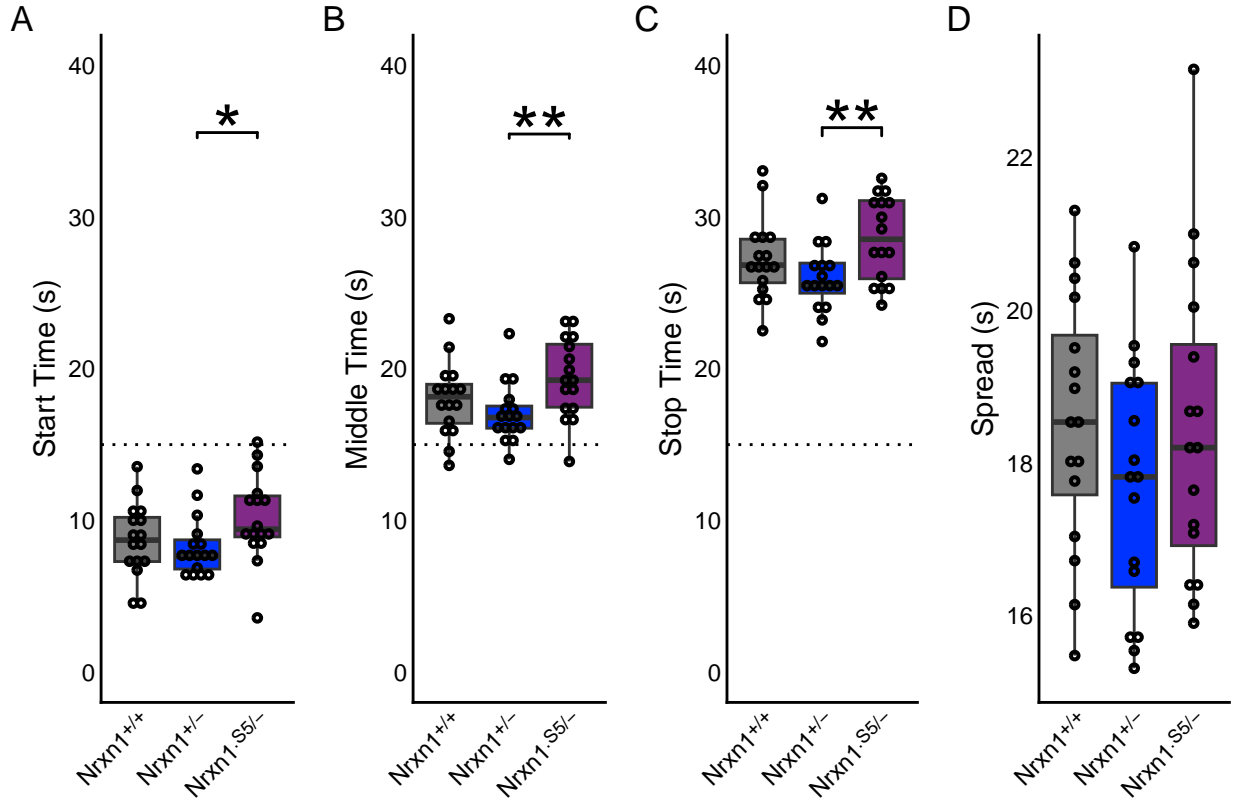 A
B
C
D
Start Time (s)
40
30
20
10
0
*
Nrxn1+/+
Nrxn1+/−
Nrxn1.S5/−
Middle Time (s)
40
30
20
10
0
**
Nrxn1+/+
Nrxn1+/−
Nrxn1.S5/−
Stop Time (s)
40
30
20
10
0
**
Nrxn1+/+
Nrxn1+/−
Nrxn1.S5/−
Spread (s)
22
20
18
16
Nrxn1+/+
Nrxn1+/−
Nrxn1.S5/−